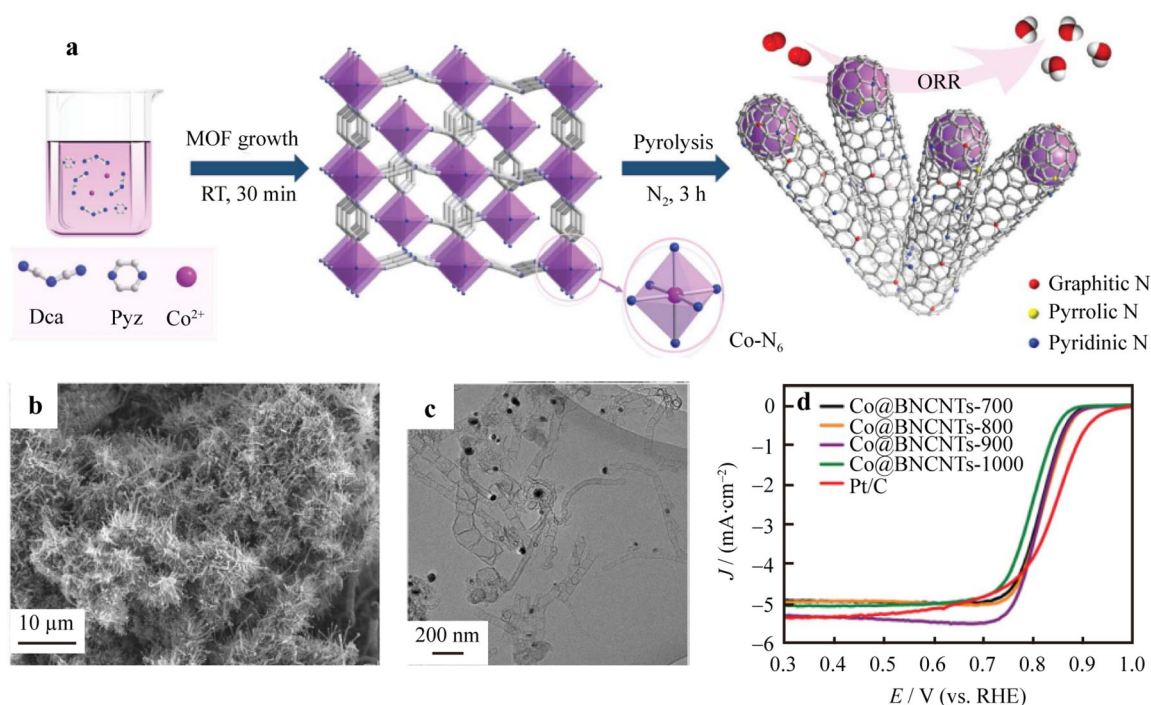 a
MOF growth
RT, 30 min
Pyrolysis
N₂, 3 h
ORR
Dca
Pyz
Co²⁺
Co-N₆
Graphitic N
Pyrrolic N
Pyridinic N
b
10 µm
c
200 nm
d
Co@BNCNTs-700
Co@BNCNTs-800
Co@BNCNTs-900
Co@BNCNTs-1000
Pt/C
J / (mA·cm⁻²)
0
−1
−2
−3
−4
−5
−6
0.3 0.4 0.5 0.6 0.7 0.8 0.9 1.0
E / V (vs. RHE)